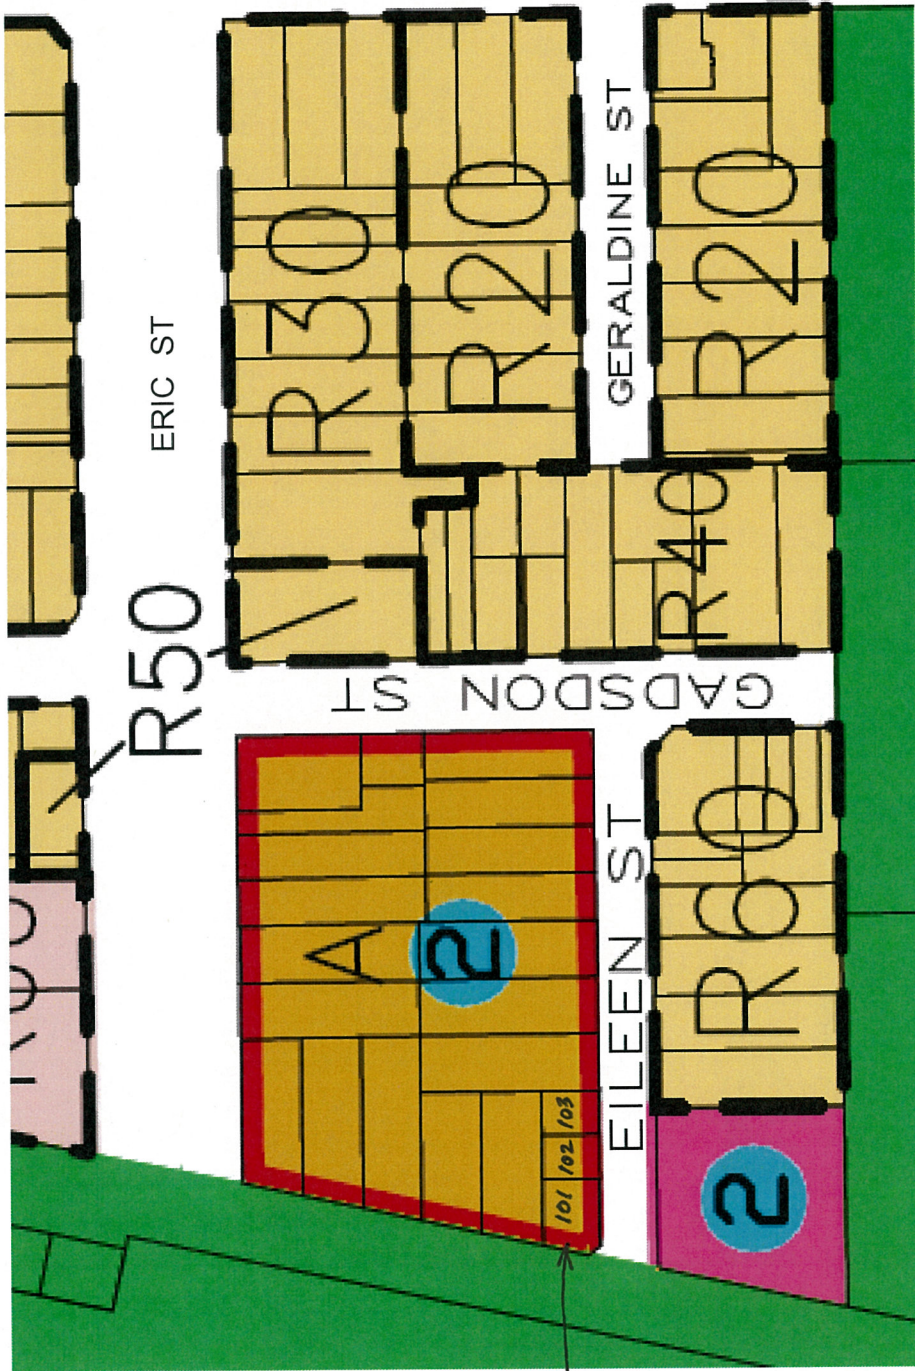 ERIC ST
R30
R20
GERALDINE ST
R20
R50
R40
GADSDON ST
A
2
EILEEN ST
R60
101 102 103
2